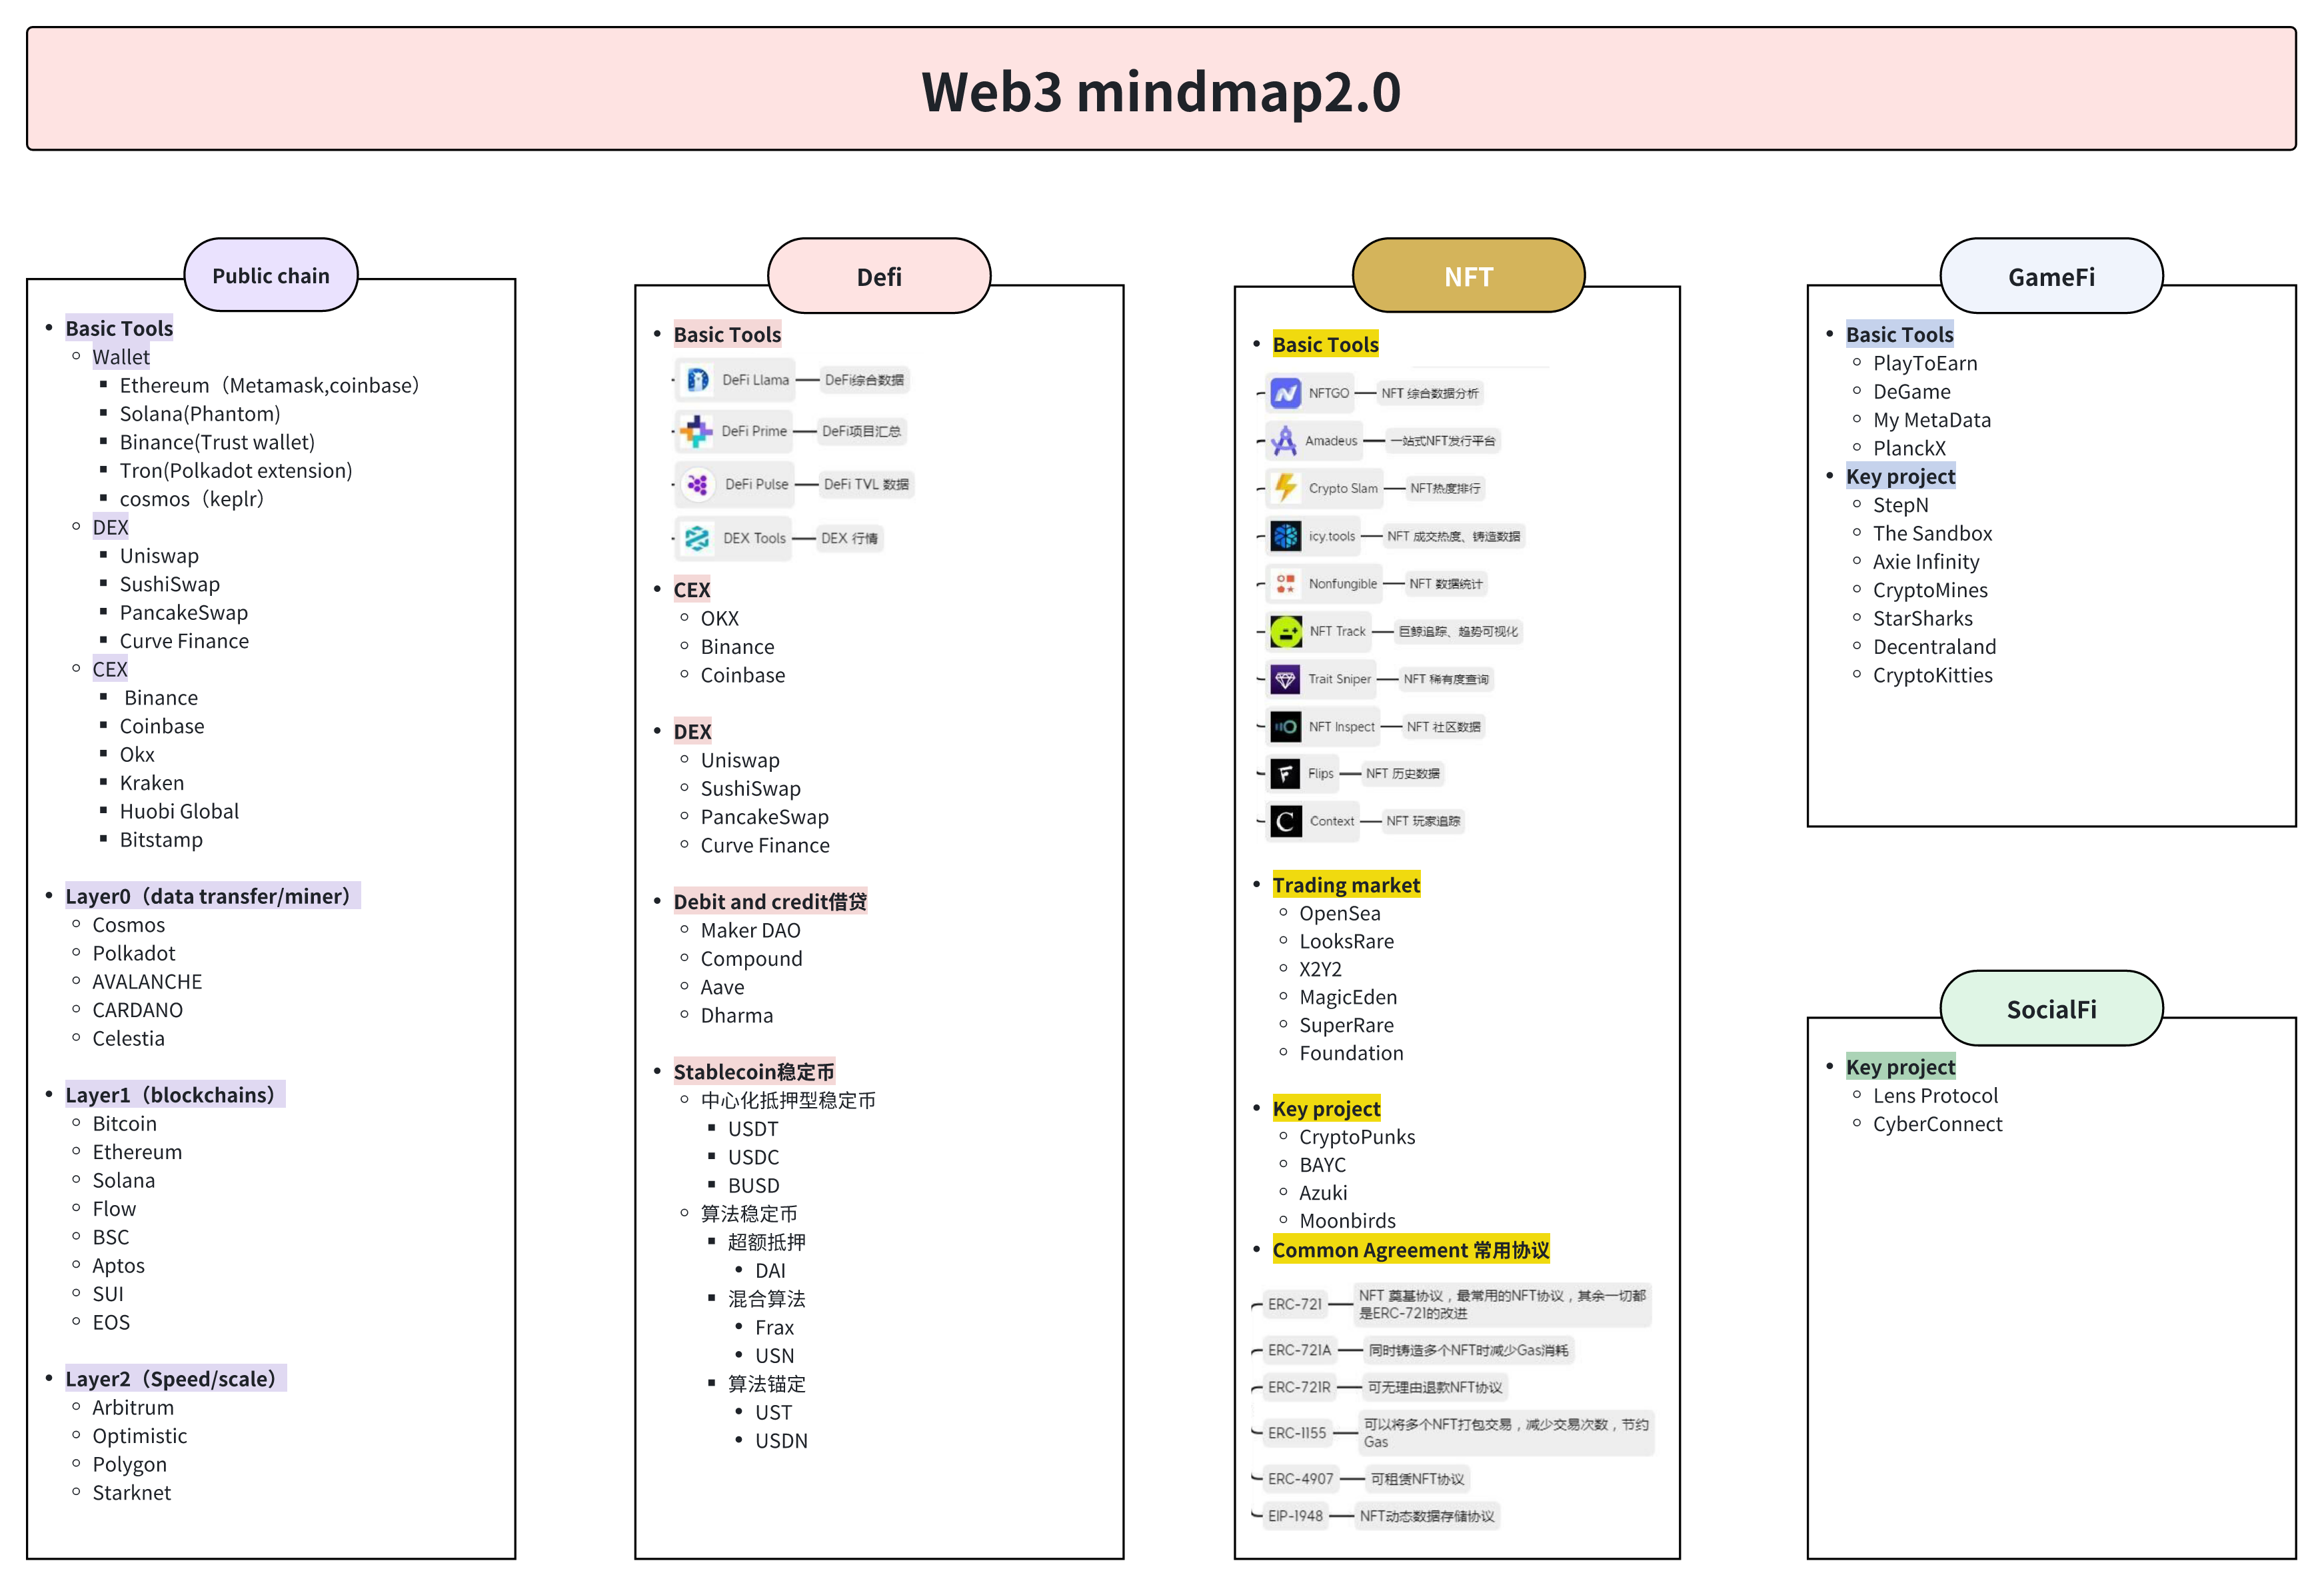 Web3 mindmap2.0
Public chain
Basic Tools
Wallet
Ethereum（Metamask,coinbase）
Solana(Phantom)
Binance(Trust wallet)
Tron(Polkadot extension)
cosmos（keplr）
DEX
Uniswap
SushiSwap
PancakeSwap
Curve Finance
CEX
Binance
Coinbase
Okx
Kraken
Huobi Global
Bitstamp
Layer0（data transfer/miner）
Cosmos
Polkadot
AVALANCHE
CARDANO
Celestia
Layer1（blockchains）
Bitcoin
Ethereum
Solana
Flow
BSC
Aptos
SUI
EOS
Layer2（Speed/scale）
Arbitrum
Optimistic
Polygon
Starknet
Defi
Basic Tools
DeFi Llama DeFi综合数据
DeFi Prime DeFi项目汇总
DeFi Pulse DeFi TVL 数据
DEX Tools DEX 行情
CEX
OKX
Binance
Coinbase
DEX
Uniswap
SushiSwap
PancakeSwap
Curve Finance
Debit and credit借贷
Maker DAO
Compound
Aave
Dharma
Stablecoin稳定币
中心化抵押型稳定币
USDT
USDC
BUSD
算法稳定币
超额抵押
DAI
混合算法
Frax
USN
算法锚定
UST
USDN
NFT
Basic Tools
NFTGO NFT 综合数据分析
Amadeus 一站式NFT发行平台
Crypto Slam NFT热度排行
icy.tools NFT 成交热度、铸造数据
Nonfungible NFT 数据统计
NFT Track 巨鲸追踪、趋势可视化
Trait Sniper NFT 稀有度查询
NFT Inspect NFT 社区数据
Flips NFT 历史数据
Context NFT 玩家追踪
Trading market
OpenSea
LooksRare
X2Y2
MagicEden
SuperRare
Foundation
Key project
CryptoPunks
BAYC
Azuki
Moonbirds
Common Agreement 常用协议
ERC-721 NFT 奠基协议，最常用的NFT协议，其余一切都
是ERC-721的改进
ERC-721A 同时铸造多个NFT时减少Gas消耗
ERC-721R 可无理由退款NFT协议
ERC-1155 可以将多个NFT打包交易，减少交易次数，节约
Gas
ERC-4907 可租赁NFT协议
EIP-1948 NFT动态数据存储协议
GameFi
Basic Tools
PlayToEarn
DeGame
My MetaData
PlanckX
Key project
StepN
The Sandbox
Axie Infinity
CryptoMines
StarSharks
Decentraland
CryptoKitties
SocialFi
Key project
Lens Protocol
CyberConnect